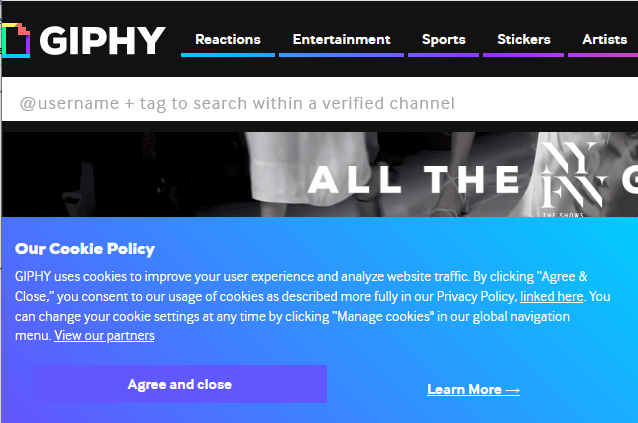 GIPHY
Reactions Entertainment Sports Stickers Artists
@username + tag to search within a verified channel
ALL THE NYFW G
THE SHOWS
Our Cookie Policy
GIPHY uses cookies to improve your user experience and analyze website traffic. By clicking “Agree &
Close,” you consent to our usage of cookies as described more fully in our Privacy Policy, linked here. You
can change your cookie settings at any time by clicking “Manage cookies" in our global navigation
menu. View our partners
Agree and close
Learn More →